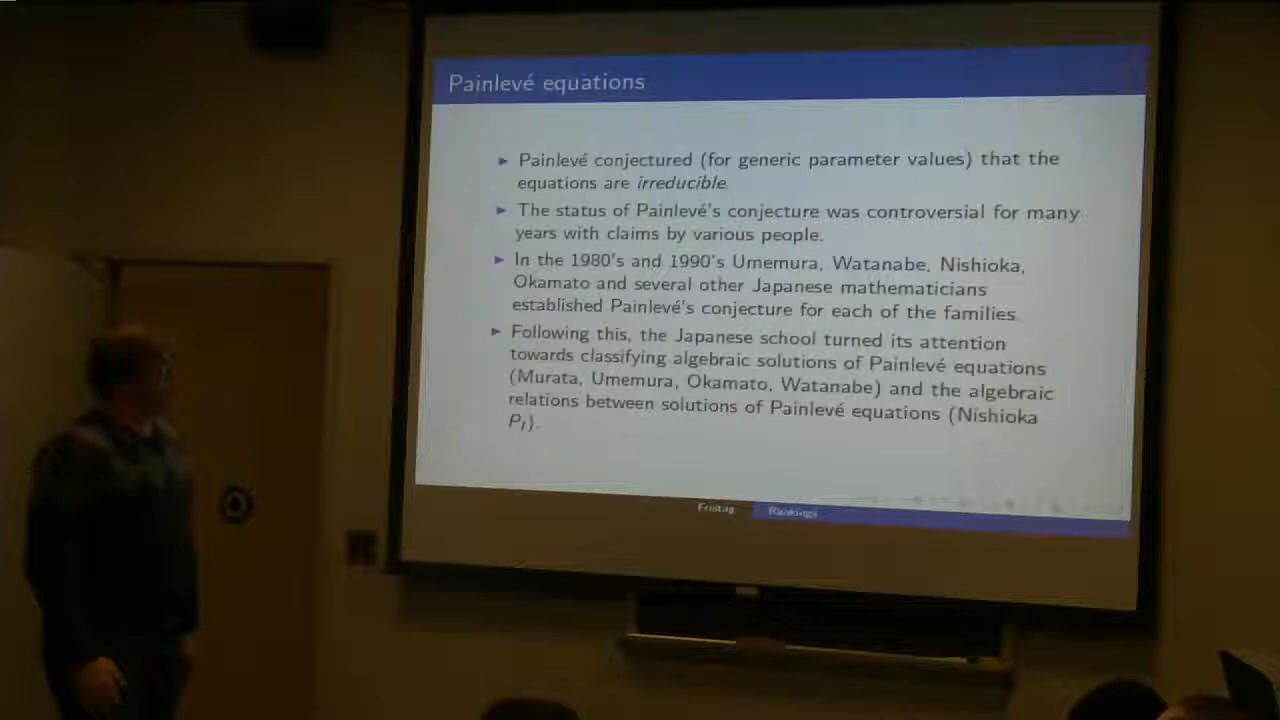 Painlevé equations
▶ Painlevé conjectured (for generic parameter values) that the
equations are irreducible.
▶ The status of Painlevé's conjecture was controversial for many
years with claims by various people.
▶ In the 1980's and 1990's Umemura, Watanabe, Nishioka,
Okamato and several other Japanese mathematicians
established Painlevé's conjecture for each of the families.
▶ Following this, the Japanese school turned its attention
towards classifying algebraic solutions of Painlevé equations
(Murata, Umemura, Okamato, Watanabe) and the algebraic
relations between solutions of Painlevé equations (Nishioka
P_I).
Freitag Rankings